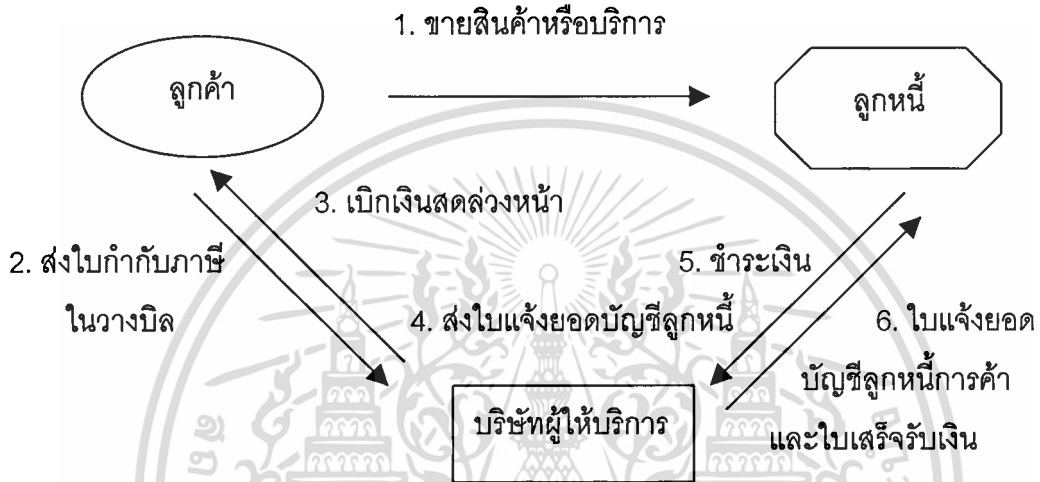 1. ขายสินค้าหรือบริการ
ลูกค้า
ลูกหนี้
3. เบิกเงินสดล่วงหน้า
2. ส่งใบกำกับภาษี
ในวางบิล
5. ชำระเงิน
4. ส่งใบแจ้งยอดบัญชีลูกหนี้
6. ใบแจ้งยอด
บัญชีลูกหนี้การค้า
และใบเสร็จรับเงิน
บริษัทผู้ให้บริการ